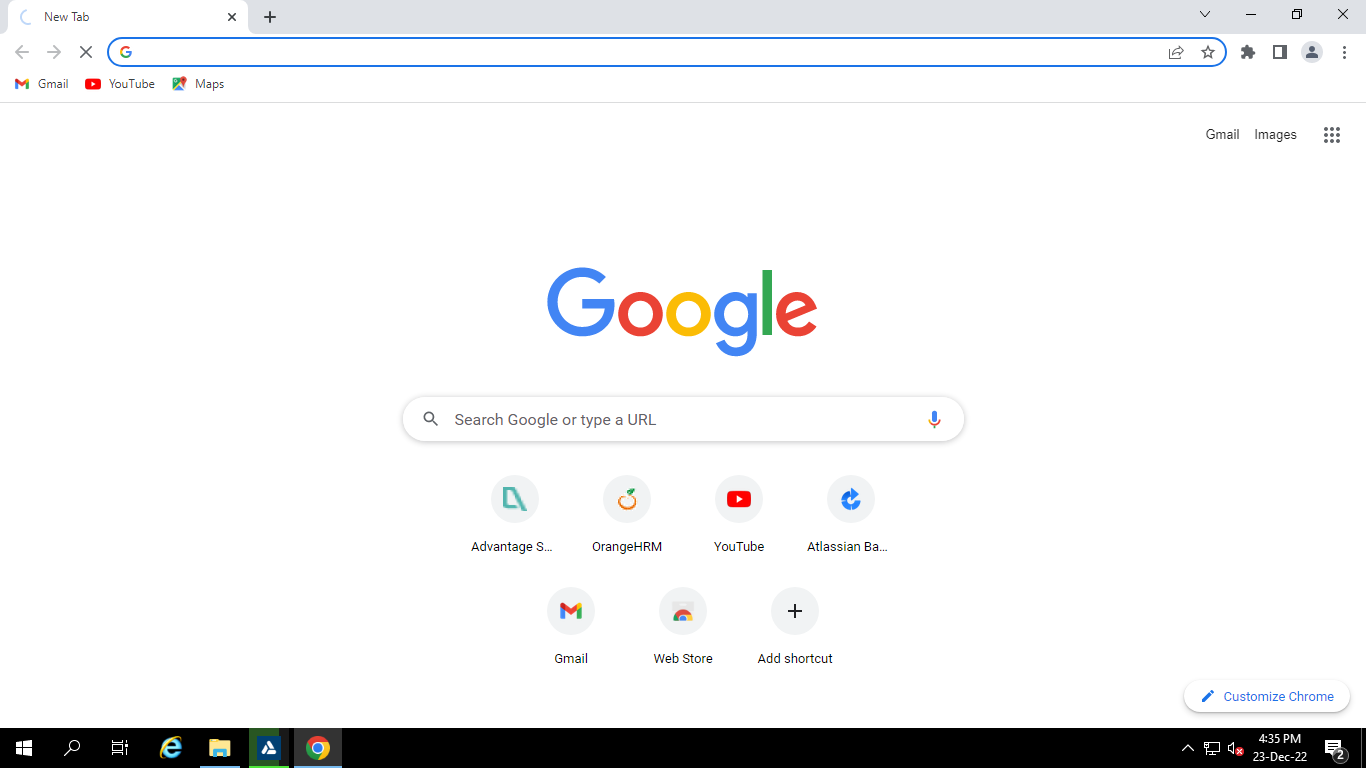 New Tab
Gmail
YouTube
Maps
Gmail
Images
Google
Search Google or type a URL
Advantage S...
OrangeHRM
YouTube
Atlassian Ba...
Gmail
Web Store
Add shortcut
Customize Chrome
4:35 PM
23-Dec-22
2